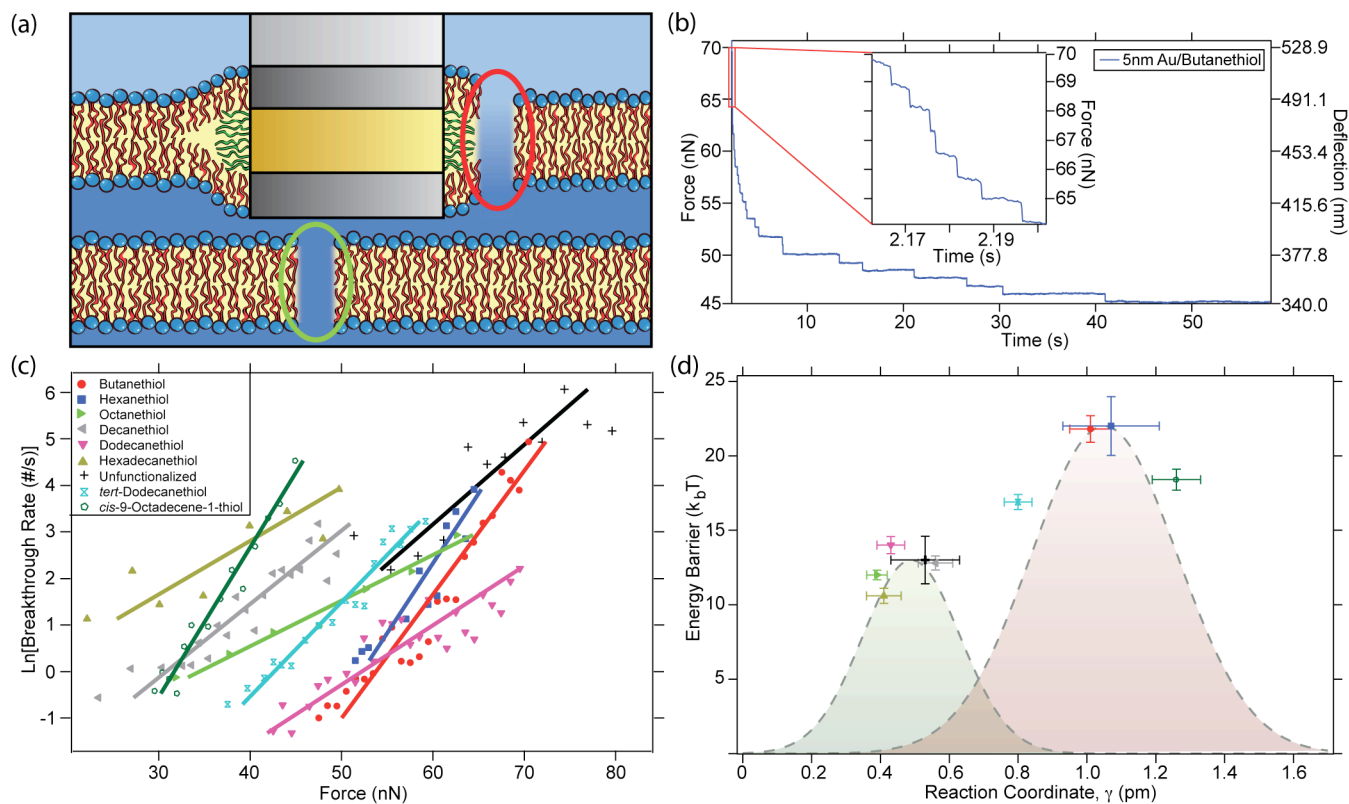 (a)
(b)
70
65
60
55
50
45
Force (nN)
10
20
30
40
50
Time (s)
528.9
491.1
453.4
415.6
377.8
340.0
Deflection (nm)
5nm Au/Butanethiol
70
69
68
67
66
65
Force (nN)
2.17
2.19
Time (s)
(c)
Butanethiol
Hexanethiol
Octanethiol
Decanethiol
Dodecanethiol
Hexadecanethiol
Unfunctionalized
tert-Dodecanethiol
cis-9-Octadecene-1-thiol
6
5
4
3
2
1
0
-1
Ln[Breakthrough Rate (#/s)]
30
40
50
60
70
80
Force (nN)
(d)
25
20
15
10
5
Energy Barrier (kbT)
0
0.2
0.4
0.6
0.8
1.0
1.2
1.4
1.6
Reaction Coordinate, γ (pm)